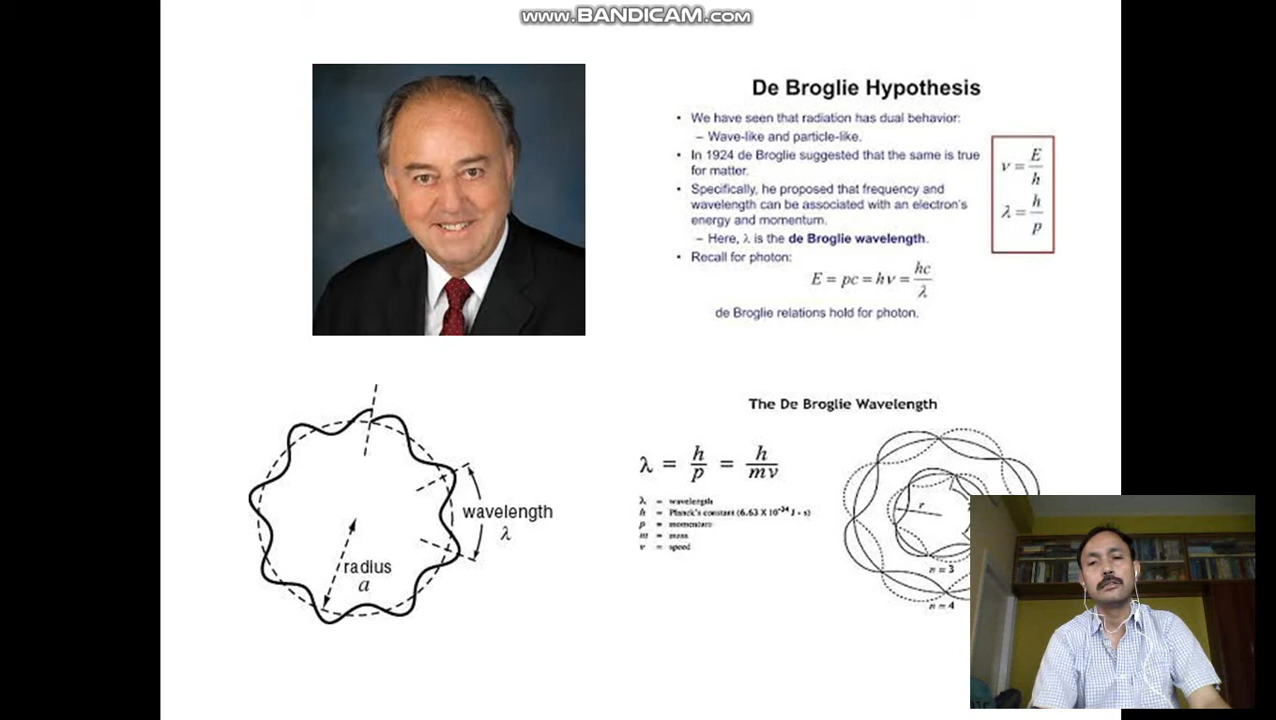 www.BANDICAM.com
De Broglie Hypothesis
• We have seen that radiation has dual behavior:
– Wave-like and particle-like.
• In 1924 de Broglie suggested that the same is true
for matter.
• Specifically, he proposed that frequency and
wavelength can be associated with an electron's
energy and momentum.
– Here, λ is the de Broglie wavelength.
• Recall for photon:
E = pc = hν = hc/λ
de Broglie relations hold for photon.
ν = E/h
λ = h/p
wavelength
λ
radius
a
The De Broglie Wavelength
λ = h/p = h/mv
λ = wavelength
h = Planck's constant (6.63 X 10⁻³⁴ J • s)
p = momentum
m = mass
v = speed
r
n = 3
n = 4